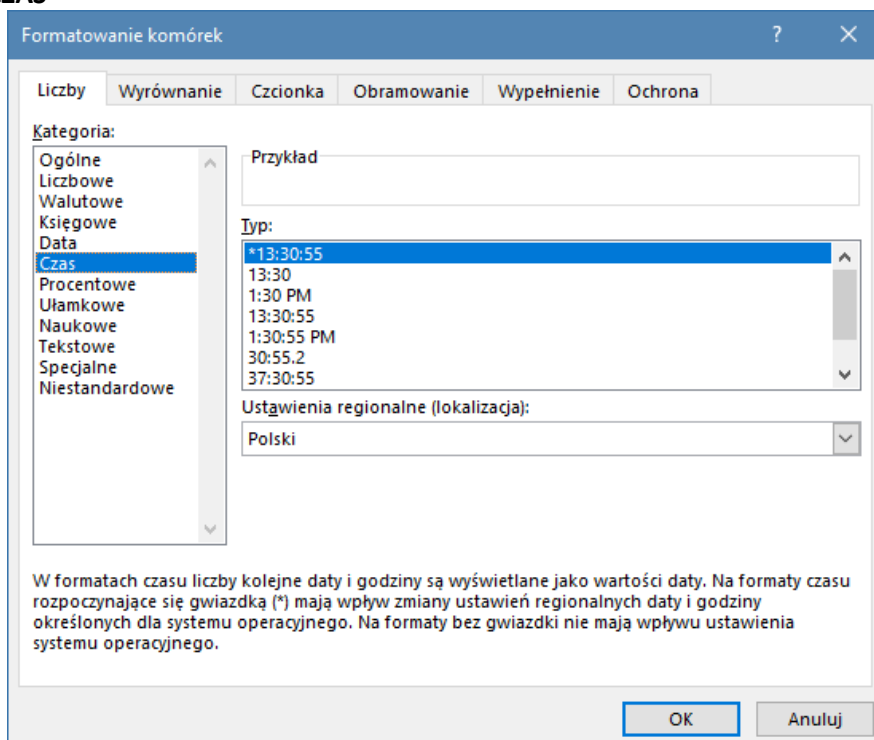 Formatowanie komórek ?
Liczby Wyrównanie Czcionka Obramowanie Wypełnienie Ochrona
Kategoria:
Ogólne
Liczbowe
Walutowe
Księgowe
Data
Czas
Procentowe
Ułamkowe
Naukowe
Tekstowe
Specjalne
Niestandardowe
Przykład
Typ:
*13:30:55
13:30
1:30 PM
13:30:55
1:30:55 PM
30:55.2
37:30:55
Ustawienia regionalne (lokalizacja):
Polski
W formatach czasu liczby kolejne daty i godziny są wyświetlane jako wartości daty. Na formaty czasu
rozpoczynające się gwiazdką (*) mają wpływ zmiany ustawień regionalnych daty i godziny
określonych dla systemu operacyjnego. Na formaty bez gwiazdki nie mają wpływu ustawienia
systemu operacyjnego.
OK Anuluj